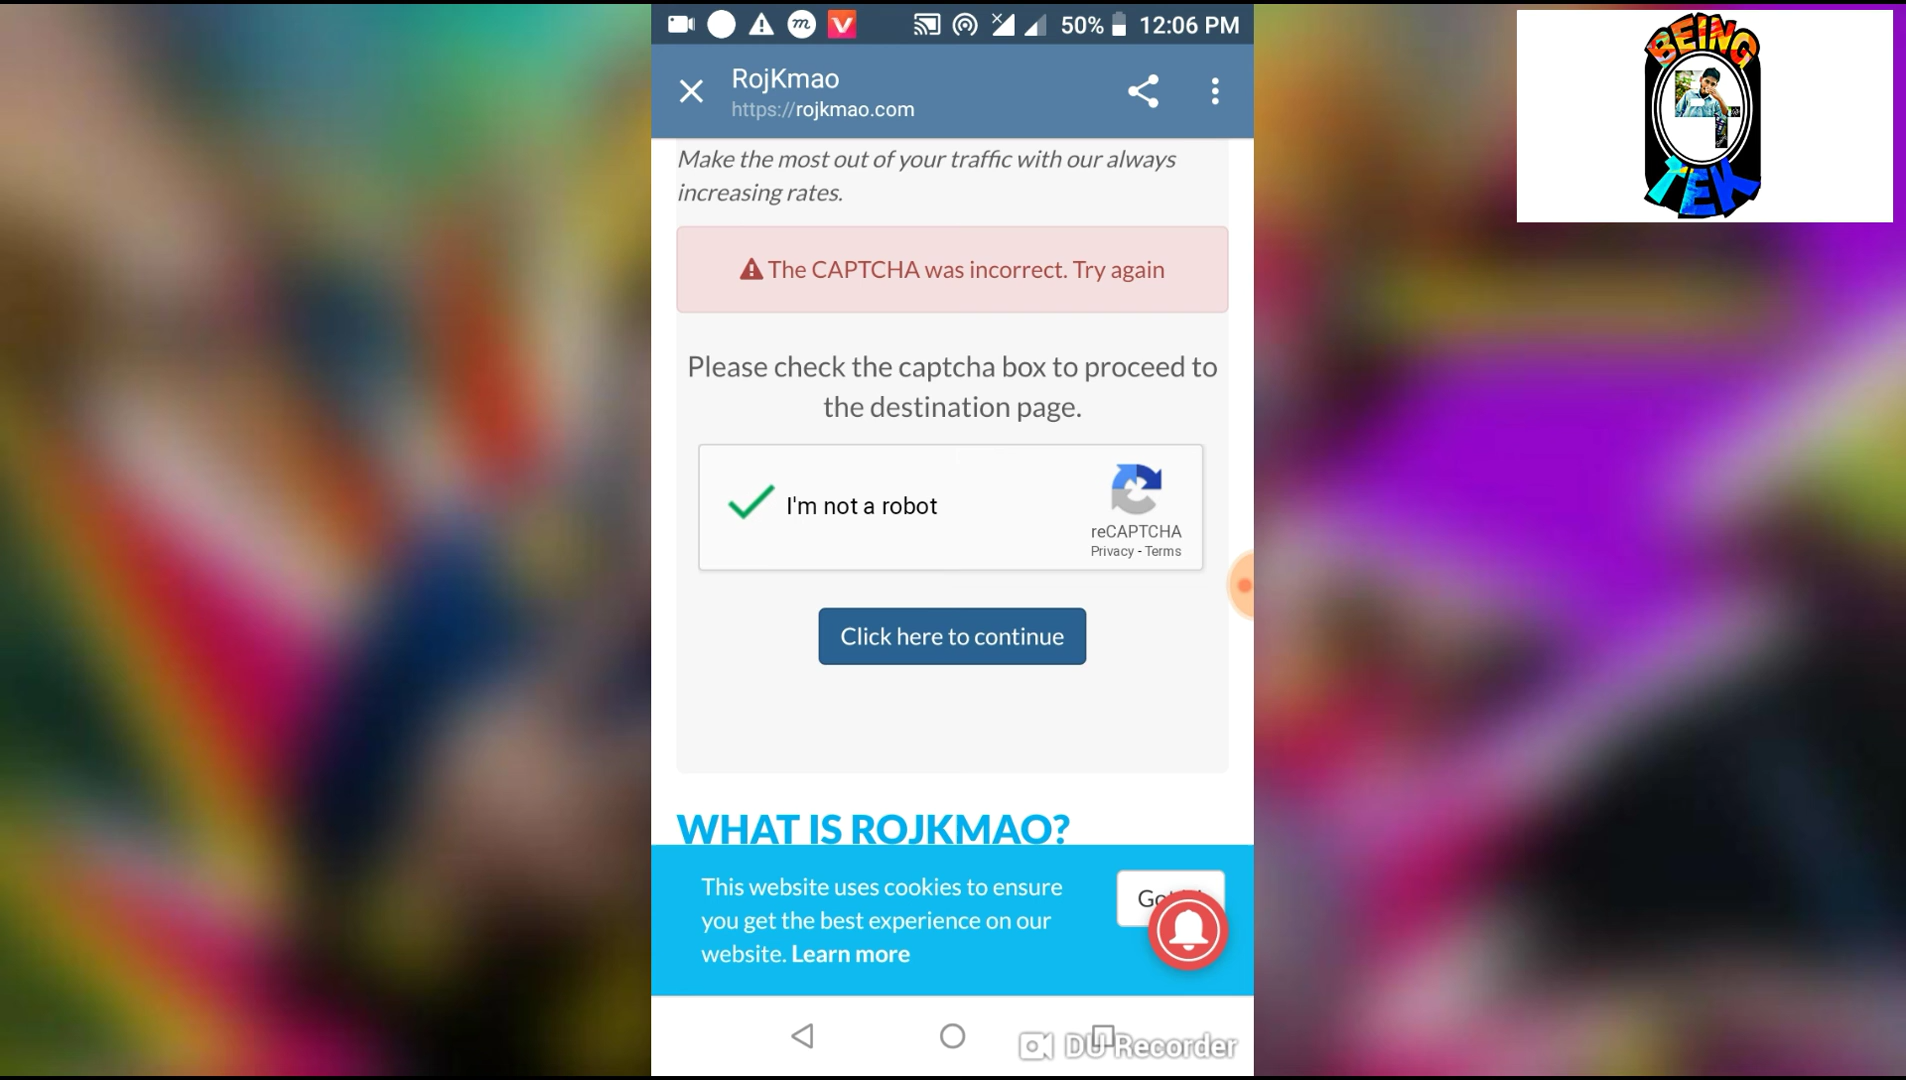 50% 12:06 PM
BEING
RojKmao
https://rojkmao.com
TEK
Make the most out of your traffic with our always
increasing rates.
The CAPTCHA was incorrect. Try again
Please check the captcha box to proceed to
the destination page.
I'm not a robot
reCAPTCHA
Privacy - Terms
Click here to continue
WHAT IS ROJKMAO?
This website uses cookies to ensure
you get the best experience on our
website. Learn more
DU Recorder